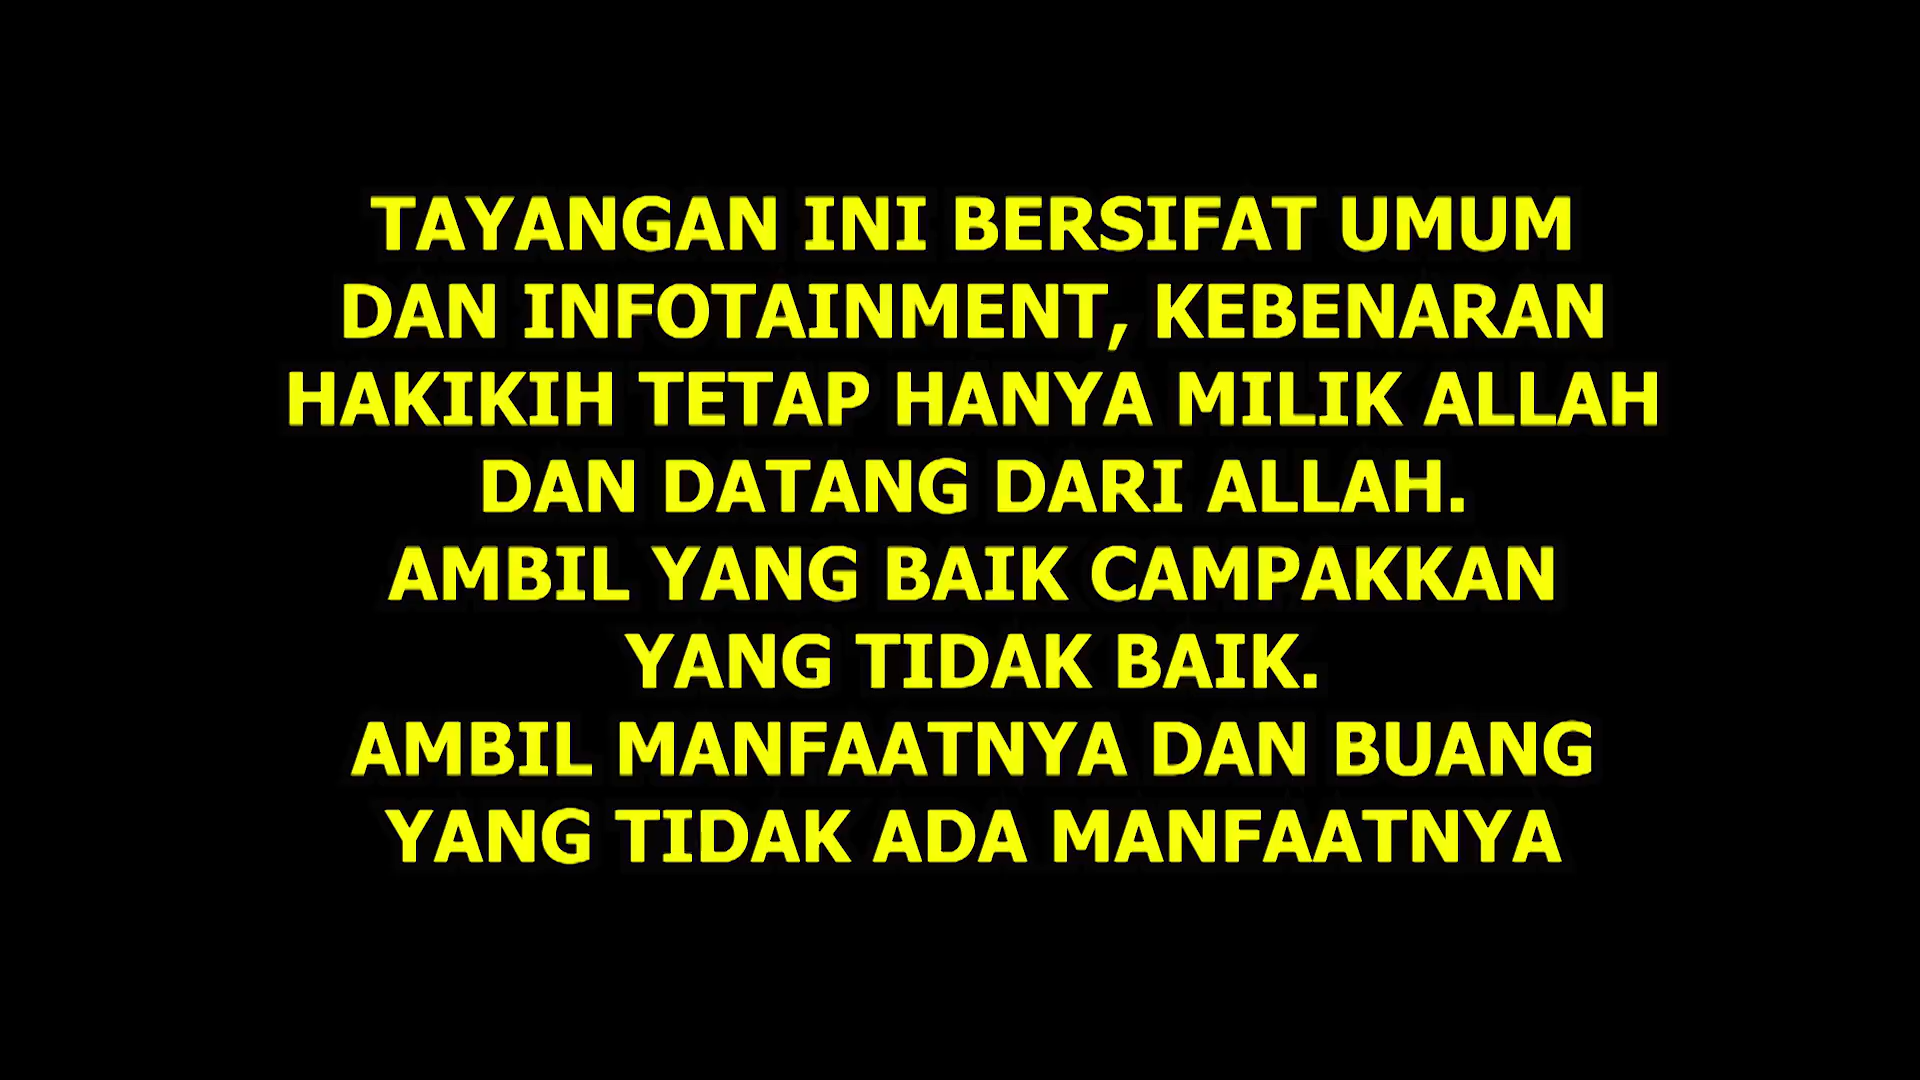 TAYANGAN INI BERSIFAT UMUM
DAN INFOTAINMENT, KEBENARAN
HAKIKIH TETAP HANYA MILIK ALLAH
DAN DATANG DARI ALLAH.
AMBIL YANG BAIK CAMPAKKAN
YANG TIDAK BAIK.
AMBIL MANFAATNYA DAN BUANG
YANG TIDAK ADA MANFAATNYA